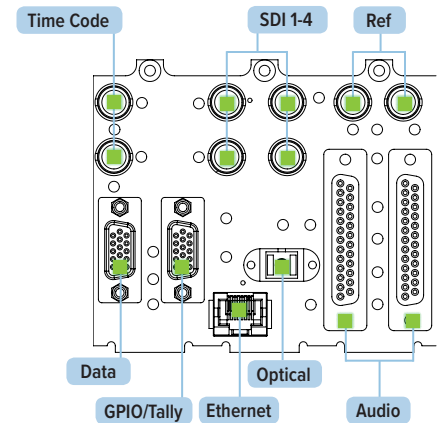 Time Code
SDI 1-4
Ref
Data
Optical
GPIO/Tally
Ethernet
Audio